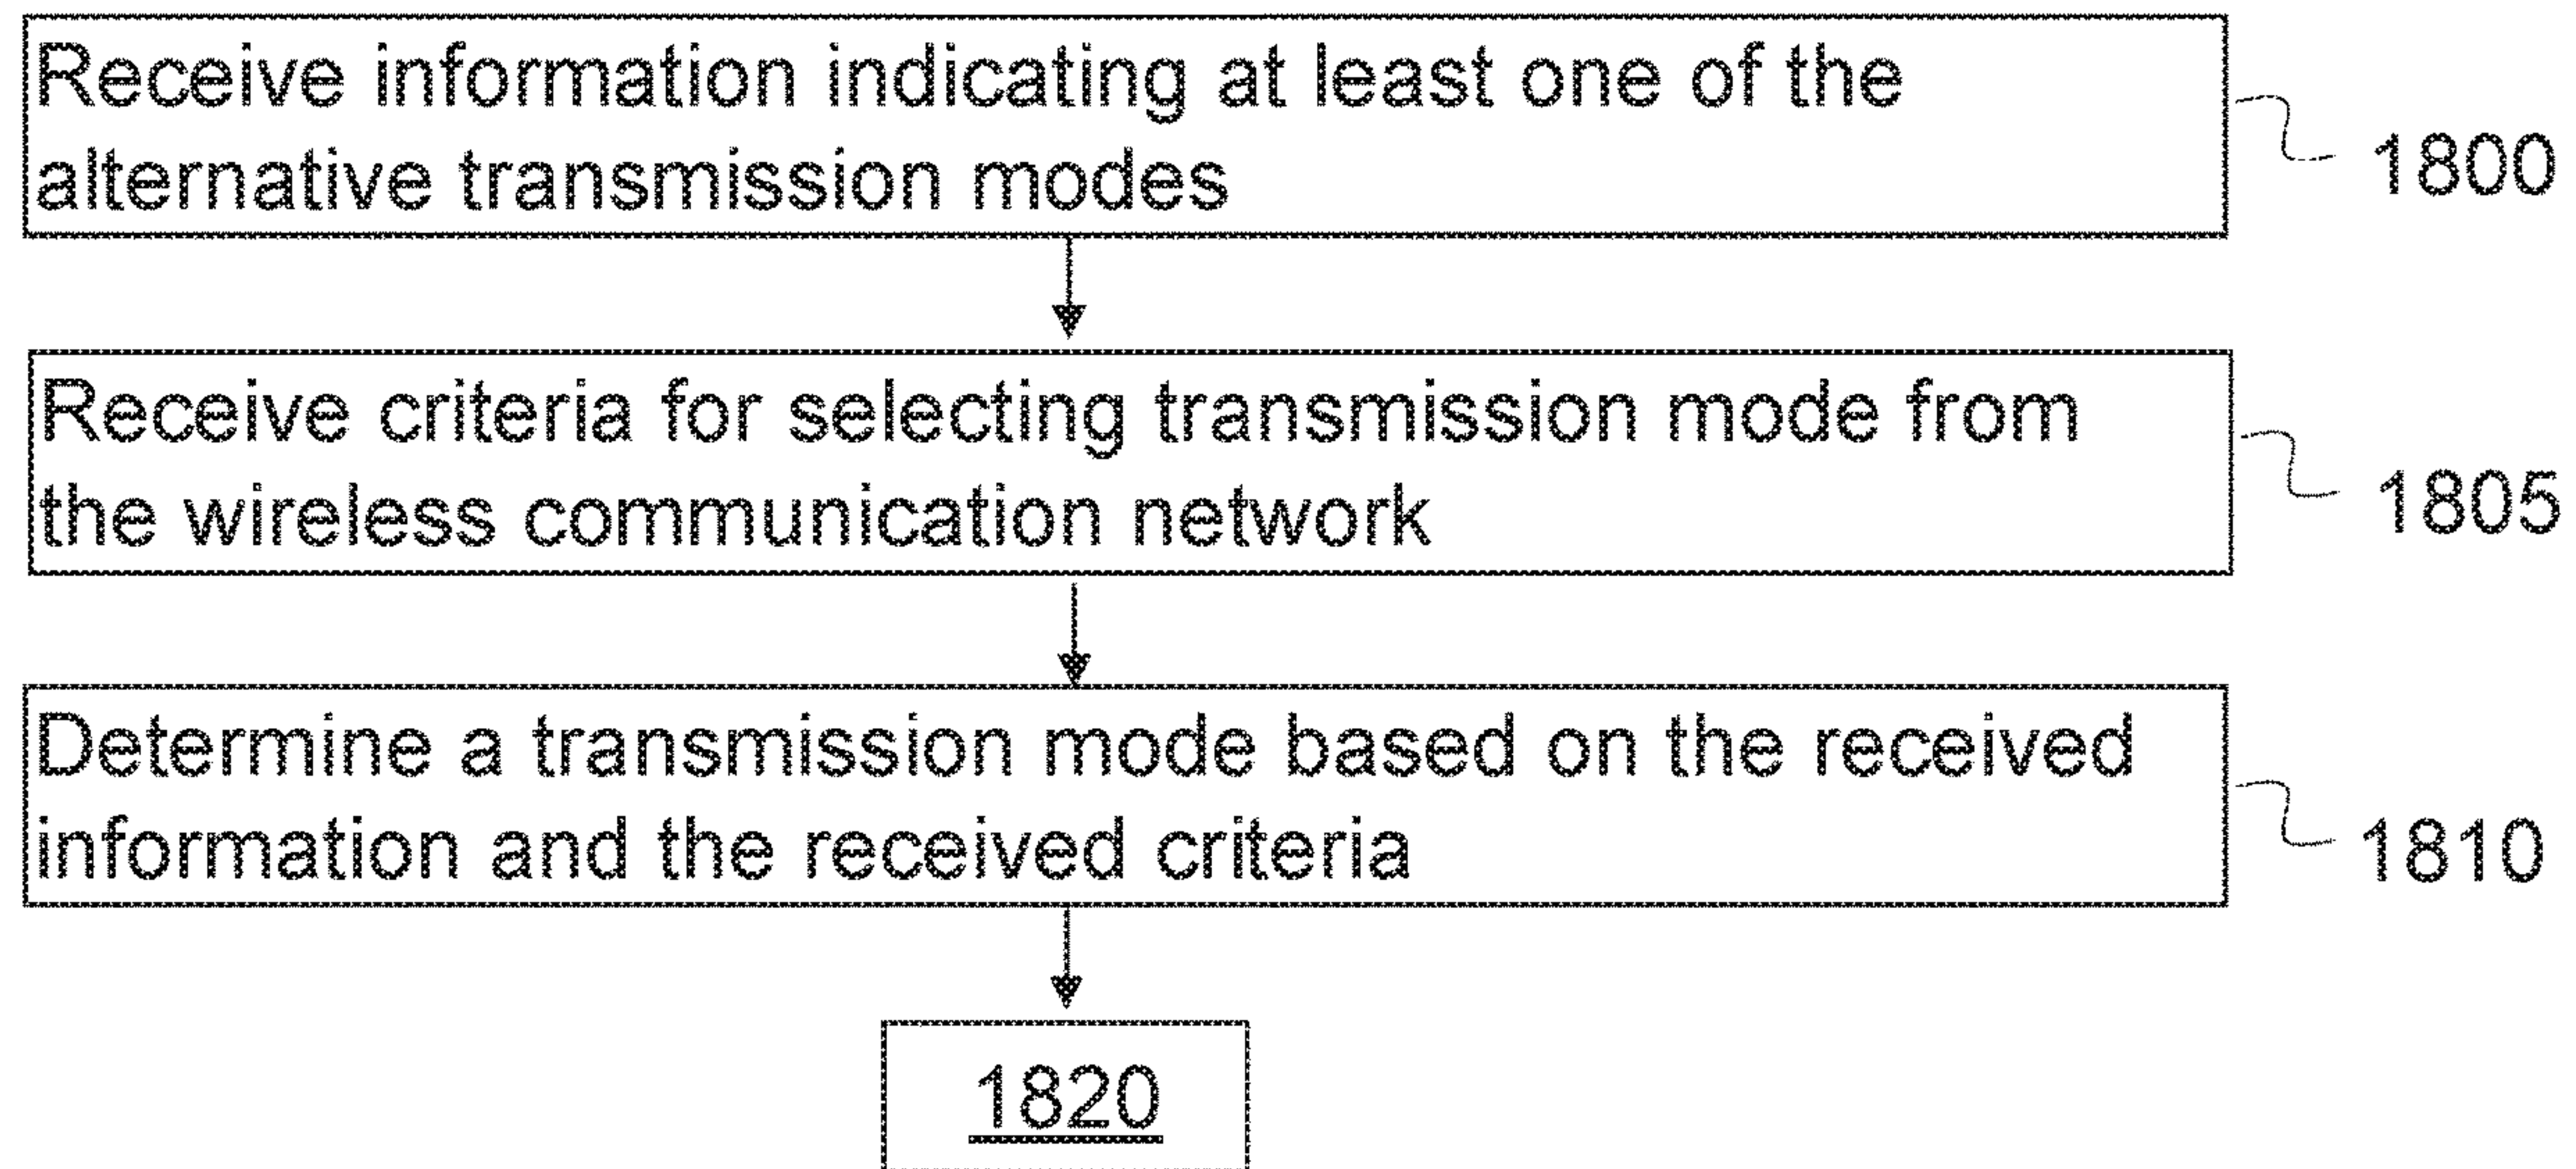 Receive information indicating at least one of the
alternative transmission modes
1800
Receive criteria for selecting transmission mode from
the wireless communication network
1805
Determine a transmission mode based on the received
information and the received criteria
1810
1820